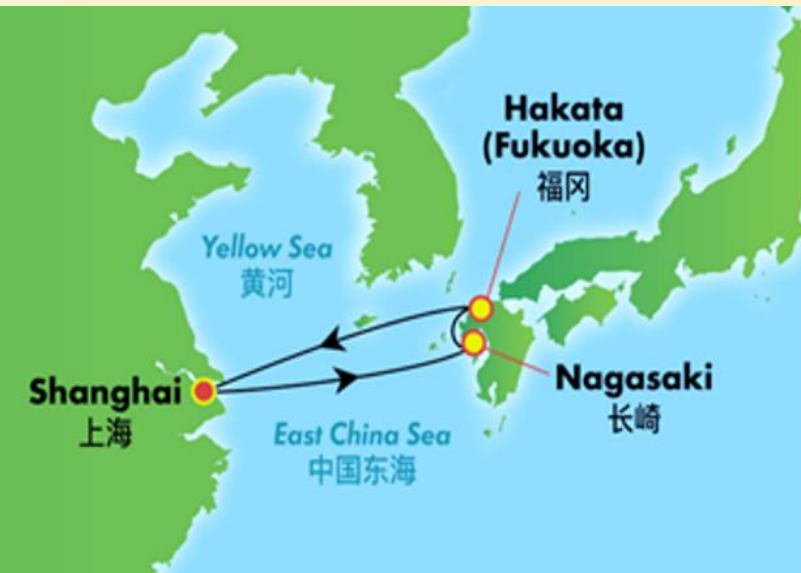 Hakata
(Fukuoka)
福冈
Yellow Sea
黄河
Shanghai
上海
Nagasaki
长崎
East China Sea
中国东海